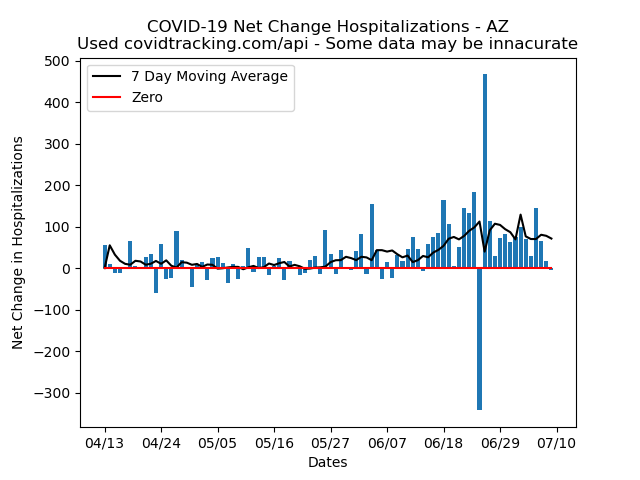 COVID-19 Net Change Hospitalizations - AZ
Used covidtracking.com/api - Some data may be innacurate
7 Day Moving Average
Zero
Net Change in Hospitalizations
500
400
300
200
100
0
−100
−200
−300
04/13 04/24 05/05 05/16 05/27 06/07 06/18 06/29 07/10
Dates